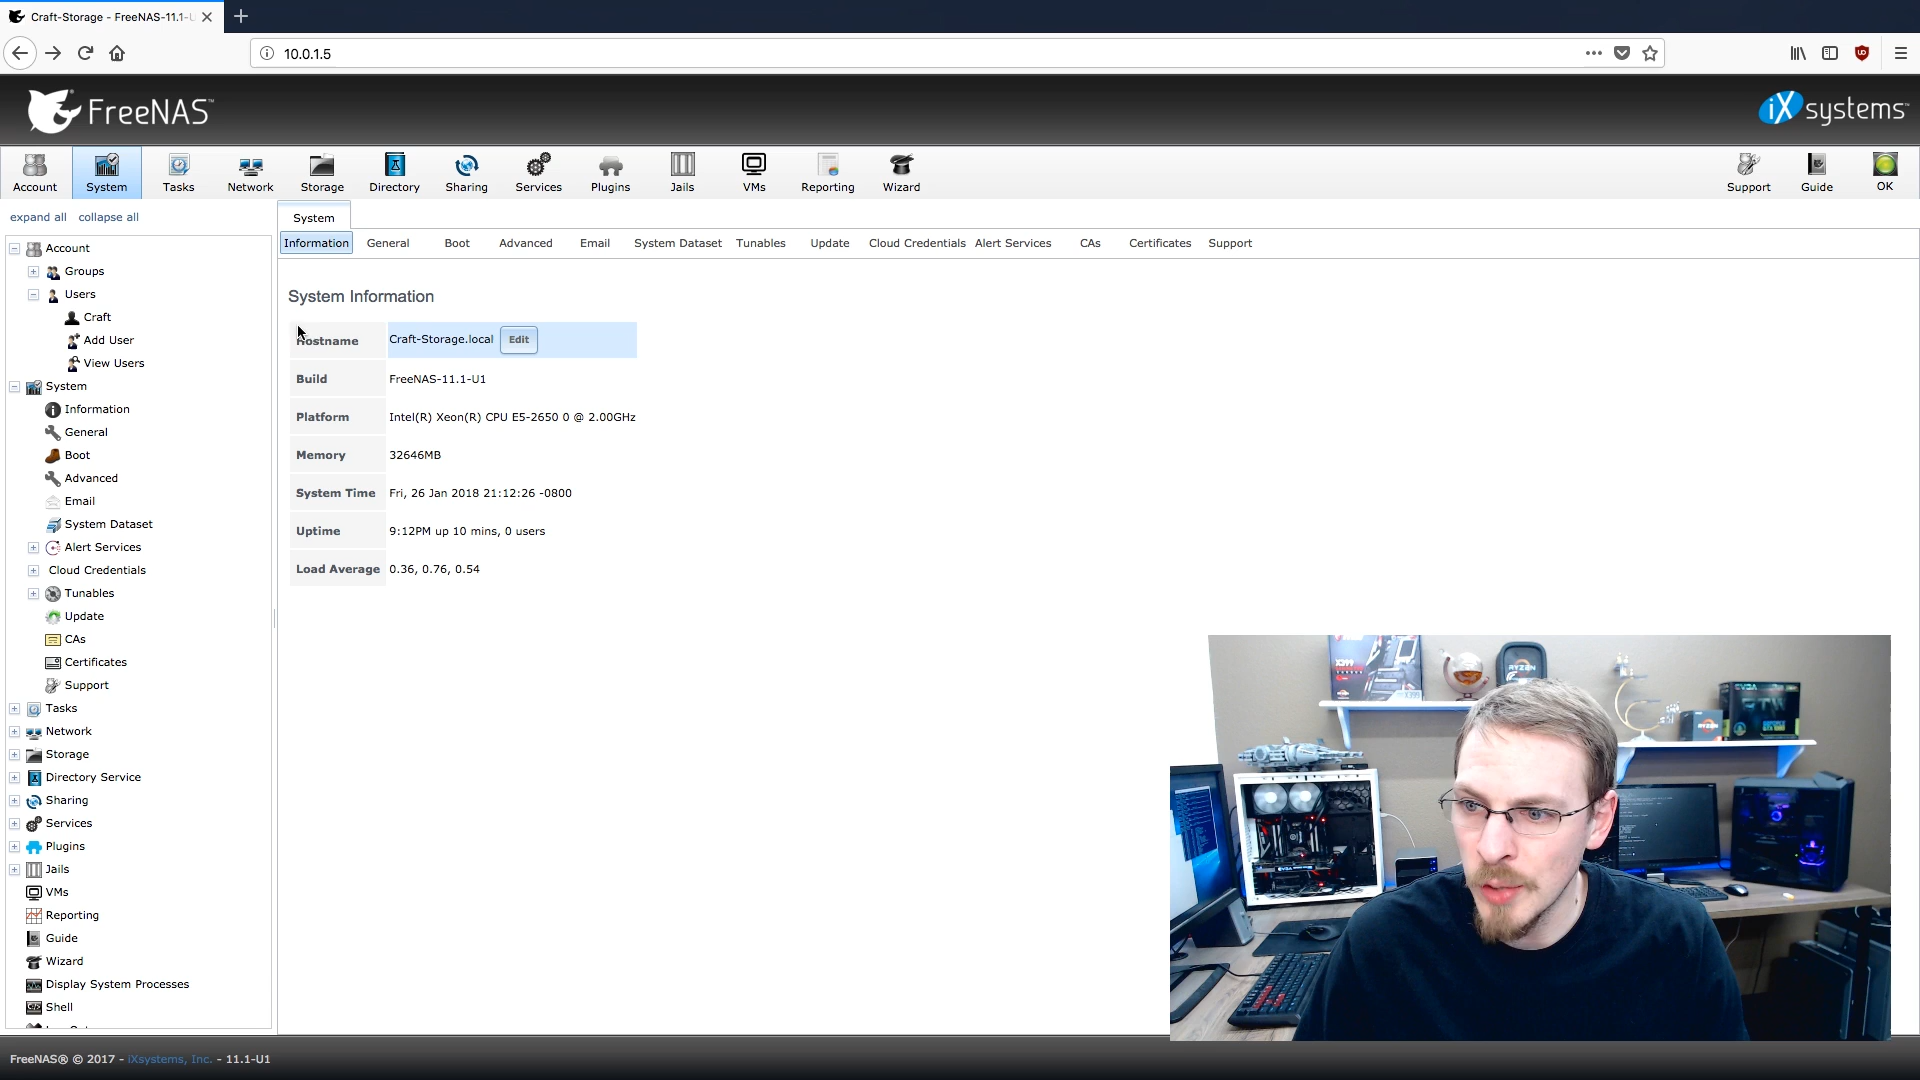 Craft-Storage - FreeNAS-11.1-U
10.0.1.5
FreeNAS™
iXsystems™
Account
System
Tasks
Network
Storage
Directory
Sharing
Services
Plugins
Jails
VMs
Reporting
Wizard
Support
Guide
OK
expand all collapse all
System
Information General Boot Advanced Email System Dataset Tunables Update Cloud Credentials Alert Services CAs Certificates Support
Account
Groups
Users
Craft
Add User
View Users
System
Information
General
Boot
Advanced
Email
System Dataset
Alert Services
Cloud Credentials
Tunables
Update
CAs
Certificates
Support
Tasks
Network
Storage
Directory Service
Sharing
Services
Plugins
Jails
VMs
Reporting
Guide
Wizard
Display System Processes
Shell
System Information
Hostname Craft-Storage.local Edit
Build FreeNAS-11.1-U1
Platform Intel(R) Xeon(R) CPU E5-2650 0 @ 2.00GHz
Memory 32646MB
System Time Fri, 26 Jan 2018 21:12:26 -0800
Uptime 9:12PM up 10 mins, 0 users
Load Average 0.36, 0.76, 0.54
X399
RYZEN
EVGA
RYZEN
FreeNAS® © 2017 - iXsystems, Inc. - 11.1-U1